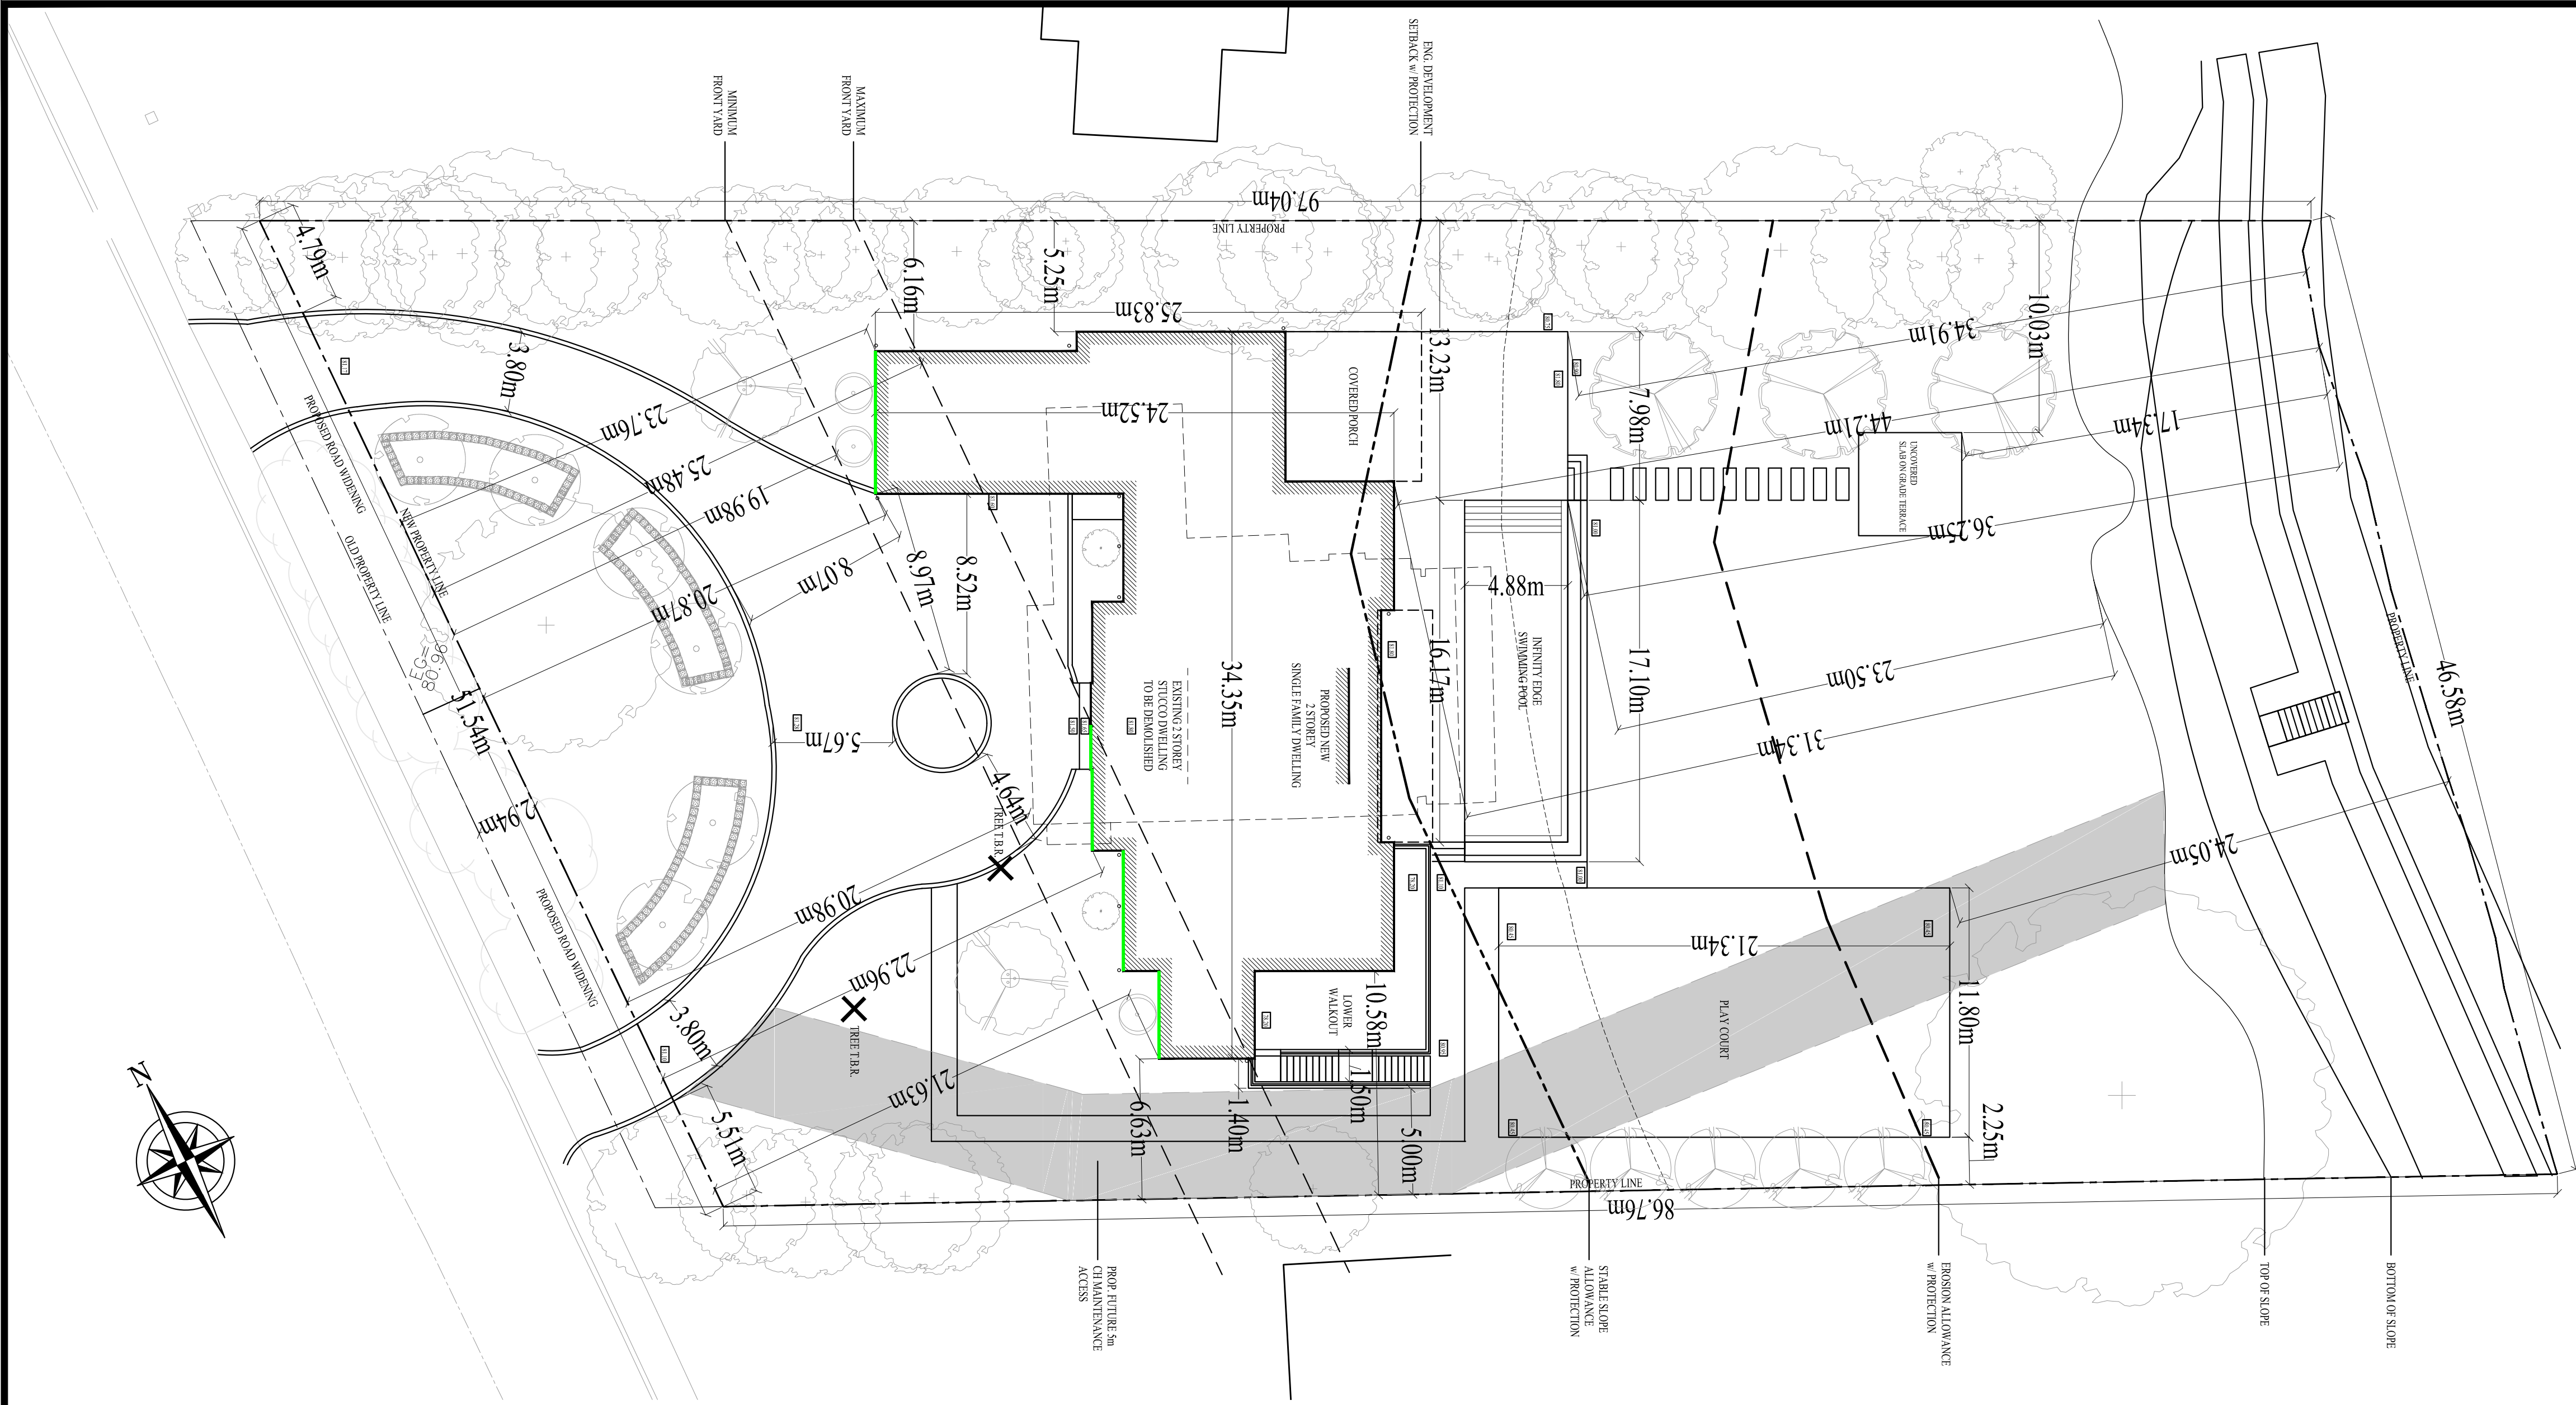 MINIMUM
FRONT YARD
MAXIMUM
FRONT YARD
ENG. DEVELOPMENT
SETBACK w/ PROTECTION
97.04m
PROPERTY LINE
4.79m
6.16m
5.25m
25.83m
13.23m
10.03m
34.91m
3.80m
23.76m
24.52m
COVERED PORCH
7.98m
44.21m
17.34m
PROPOSED ROAD WIDENING
25.48m
19.98m
UNCOVERED
SLAB ON GRADE TERRACE
NEW PROPERTY LINE
OLD PROPERTY LINE
8.07m
8.97m
8.52m
20.87m
36.25m
4.88m
EG=
80.96
51.54m
34.35m
16.17m
INFINITY EDGE
SWIMMING POOL
17.10m
23.50m
31.34m
PROPERTY LINE
46.58m
EXISTING 2 STOREY
STUCCO DWELLING
TO BE DEMOLISHED
PROPOSED NEW
2 STOREY
SINGLE FAMILY DWELLING
5.67m
4.64m
TREE T.B.R.
2.94m
20.98m
24.05m
PROPOSED ROAD WIDENING
22.96m
21.34m
3.80m
TREE T.B.R.
LOWER
WALKOUT
10.58m
PLAY COURT
11.80m
21.63m
1.50m
5.51m
6.63m
1.40m
5.00m
2.25m
PROPERTY LINE
86.76m
N
PROP. FUTURE 5m
CH MAINTENANCE
ACCESS
STABLE SLOPE
ALLOWANCE
w/ PROTECTION
EROSION ALLOWANCE
w/ PROTECTION
TOP OF SLOPE
BOTTOM OF SLOPE